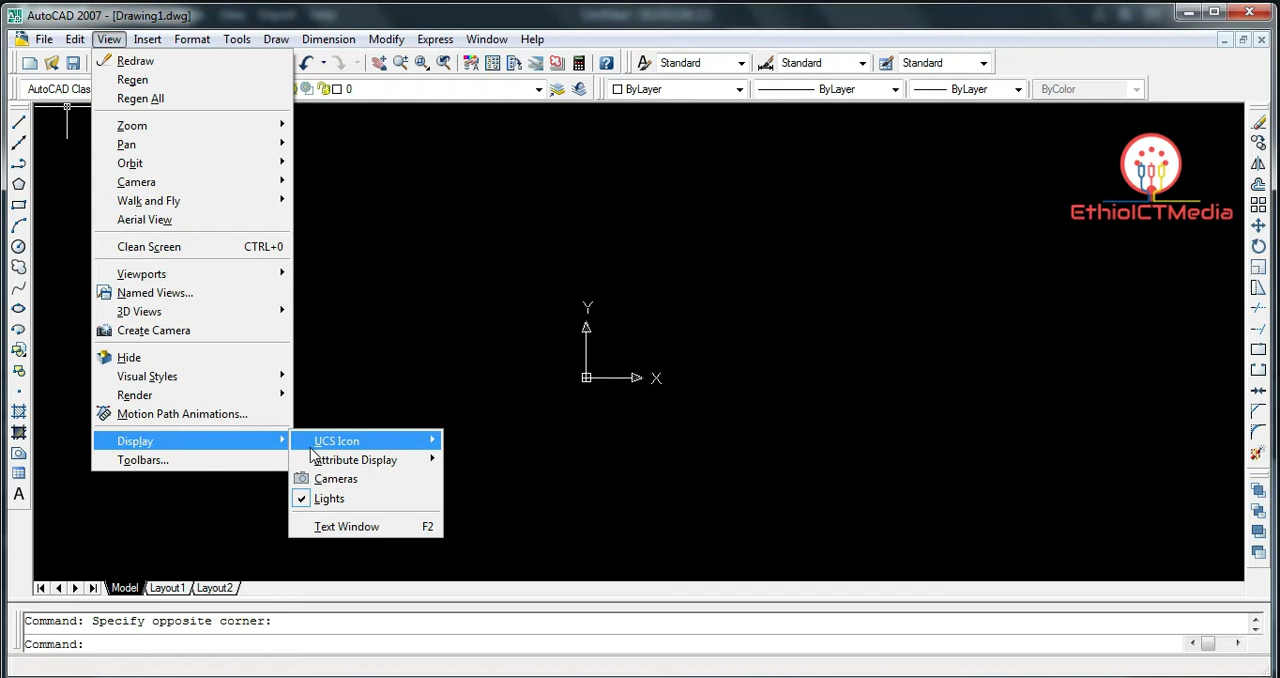 AutoCAD 2007 - [Drawing1.dwg]
File Edit View Insert Format Tools Draw Dimension Modify Express Window Help
Standard Standard Standard
AutoCAD Clas 0 ByLayer ByLayer ByLayer ByColor
Redraw
Regen
Regen All
Zoom
Pan
Orbit
Camera
Walk and Fly
Aerial View
Clean Screen CTRL+0
Viewports
Named Views...
3D Views
Create Camera
Hide
Visual Styles
Render
Motion Path Animations...
Display
Toolbars...
UCS Icon
Attribute Display
Cameras
Lights
Text Window F2
EthioICTMedia
Y
X
A
Model Layout1 Layout2
Command: Specify opposite corner:
Command: